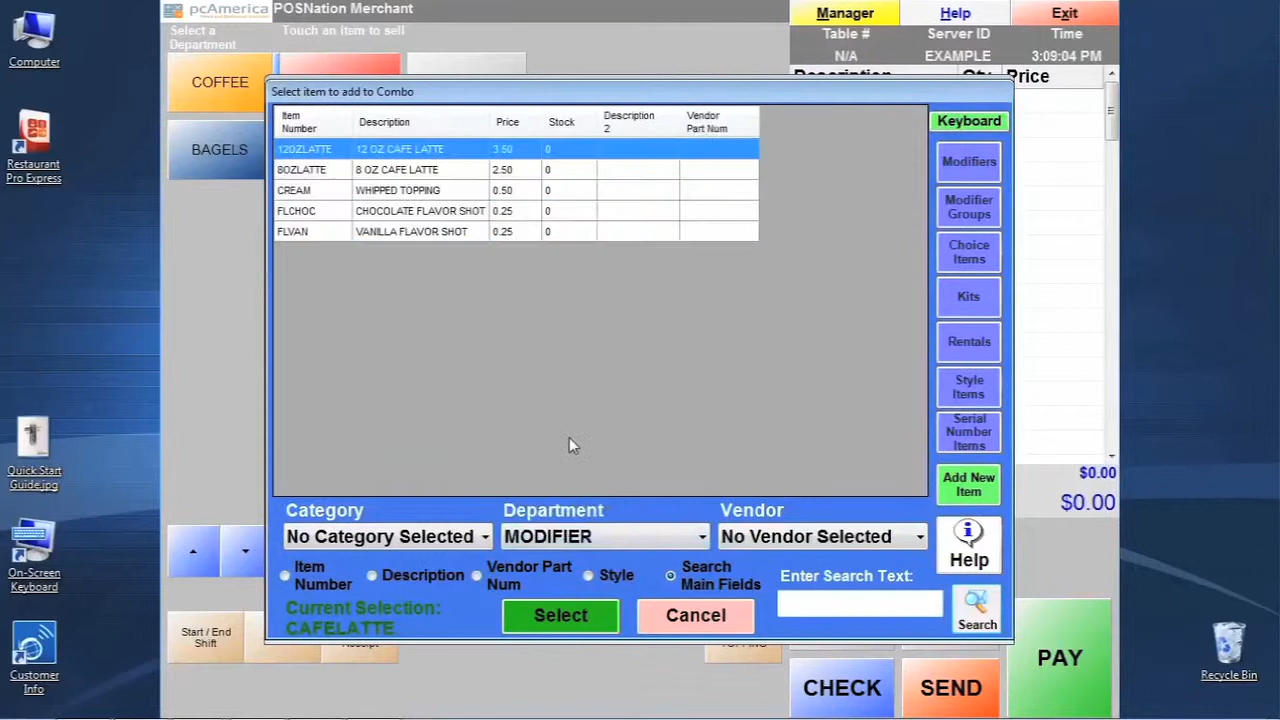 Computer
Restaurant
Pro Express
Quick Start
Guide.jpg
On-Screen
Keyboard
Customer
Info
Recycle Bin
pcAmerica
POSNation Merchant
Select a
Department
Touch an Item to sell
Manager
Help
Exit
Table #
Server ID
Time
N/A
EXAMPLE
3:09:04 PM
Description
Qty
Price
COFFEE
BAGELS
Select item to add to Combo
Item
Number
Description
Price
Stock
Description
2
Vendor
Part Num
12OZLATTE 12 OZ CAFE LATTE 3.50 0
8OZLATTE 8 OZ CAFE LATTE 2.50 0
CREAM WHIPPED TOPPING 0.50 0
FLCHOC CHOCOLATE FLAVOR SHOT 0.25 0
FLVAN VANILLA FLAVOR SHOT 0.25 0
Keyboard
Modifiers
Modifier
Groups
Choice
Items
Kits
Rentals
Style
Items
Serial
Number
Items
Add New
Item
Help
$0.00
$0.00
Category
Department
Vendor
No Category Selected
MODIFIER
No Vendor Selected
Item
Number
Description
Vendor Part
Num
Style
Search
Main Fields
Enter Search Text:
Current Selection:
CAFELATTE
Select
Cancel
Search
Start / End
Shift
CHECK
SEND
PAY